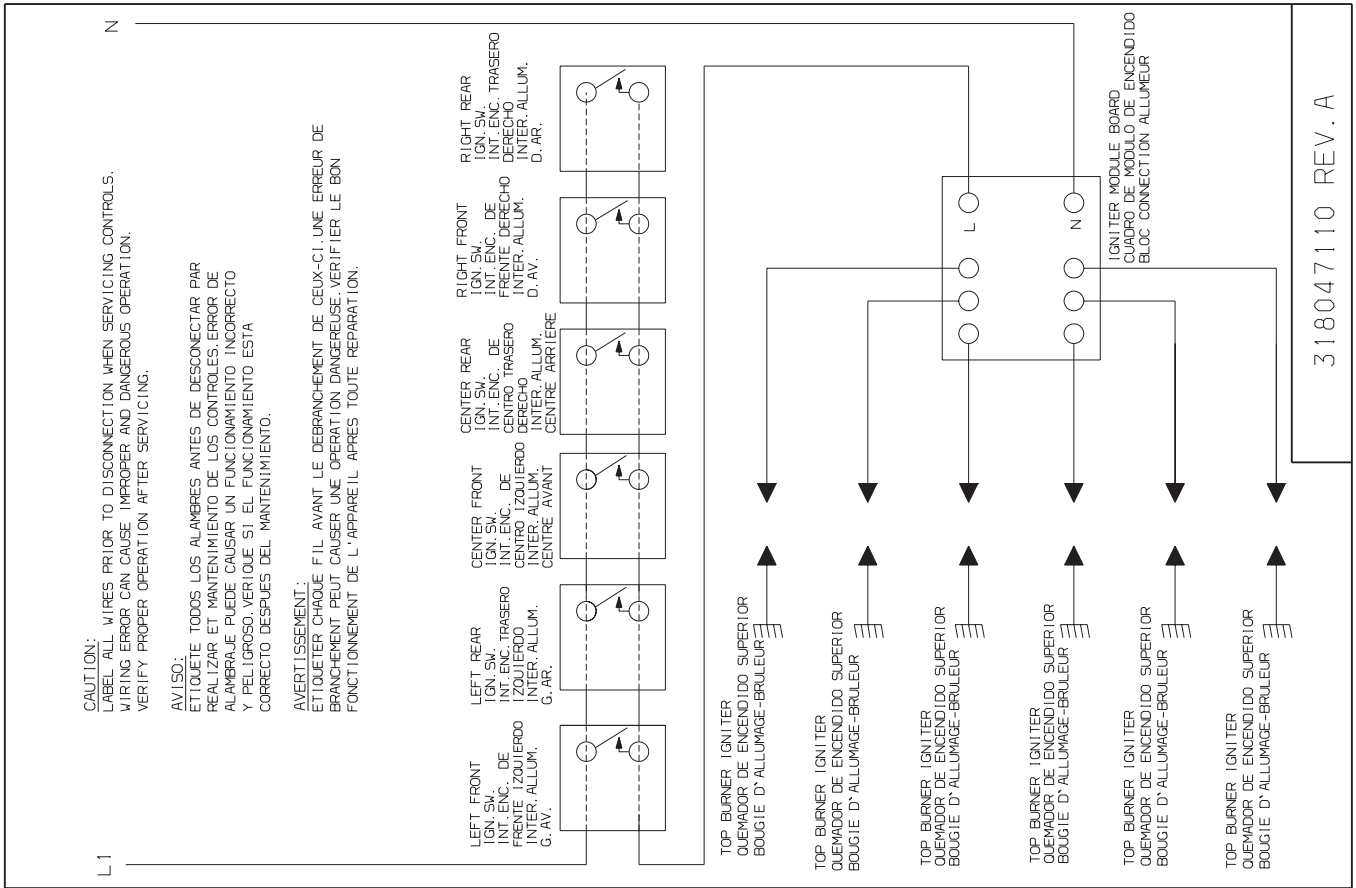 CAUTION:
LABEL ALL WIRES PRIOR TO DISCONNECTION WHEN SERVICING CONTROLS.
WIRING ERROR CAN CAUSE IMPROPER AND DANGEROUS OPERATION.
VERIFY PROPER OPERATION AFTER SERVICING.
AVISO:
ETIQUETE TODOS LOS ALAMBRES ANTES DE DESCONECTAR PAR
REALIZAR ET MANTENIMIENTO DE LOS CONTROLES. ERROR DE
ALAMBRAJE PUEDE CAUSAR UN FUNCIONAMIENTO INCORRECTO
Y PELIGROSO. VERIQUE SI EL FUNCIONAMIENTO ESTA
CORRECTO DESPUES DEL MANTENIMIENTO.
AVERTISSEMENT:
ETIQUETER CHAQUE FIL AVANT LE DEBRANCHEMENT DE CEUX-CI. UNE ERREUR DE
BRANCHEMENT PEUT CAUSER UNE OPERATION DANGEREUSE. VERIFIER LE BON
FONCTIONNEMENT DE L'APPAREIL APRES TOUTE REPARATION.
L1
N
LEFT FRONT
IGN. SW.
INT. ENC. DE
FRENTE IZQUIERDO
INTER. ALLUM.
G. AV.
LEFT REAR
IGN. SW.
INT. ENC. TRASERO
IZQUIERDO
INTER. ALLUM.
G. AR.
CENTER FRONT
IGN. SW.
INT. ENC. DE
CENTRO IZQUIERDO
INTER. ALLUM.
CENTRE AVANT
CENTER REAR
IGN. SW.
INT. ENC. DE
CENTRO TRASERO
DERECHO
INTER. ALLUM.
CENTRE ARRIERE
RIGHT FRONT
IGN. SW.
INT. ENC. DE
FRENTE DERECHO
INTER. ALLUM.
D. AV.
RIGHT REAR
IGN. SW.
INT. ENC. TRASERO
DERECHO
INTER. ALLUM.
D. AR.
L
N
IGNITER MODULE BOARD
CUADRO DE MODULO DE ENCENDIDO
BLOC CONNECTION ALLUMEUR
TOP BURNER IGNITER
QUEMADOR DE ENCENDIDO SUPERIOR
BOUGIE D`ALLUMAGE-BRULEUR
TOP BURNER IGNITER
QUEMADOR DE ENCENDIDO SUPERIOR
BOUGIE D`ALLUMAGE-BRULEUR
TOP BURNER IGNITER
QUEMADOR DE ENCENDIDO SUPERIOR
BOUGIE D`ALLUMAGE-BRULEUR
TOP BURNER IGNITER
QUEMADOR DE ENCENDIDO SUPERIOR
BOUGIE D`ALLUMAGE-BRULEUR
TOP BURNER IGNITER
QUEMADOR DE ENCENDIDO SUPERIOR
BOUGIE D`ALLUMAGE-BRULEUR
TOP BURNER IGNITER
QUEMADOR DE ENCENDIDO SUPERIOR
BOUGIE D`ALLUMAGE-BRULEUR
318047110 REV. A